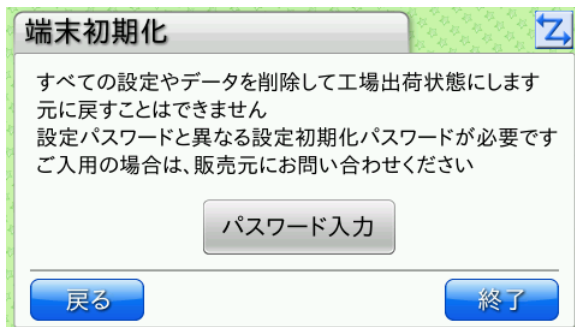 端末初期化
すべての設定やデータを削除して工場出荷状態にします
元に戻すことはできません
設定パスワードと異なる設定初期化パスワードが必要です
ご入用の場合は、販売元にお問い合わせください
パスワード入力
戻る
終了